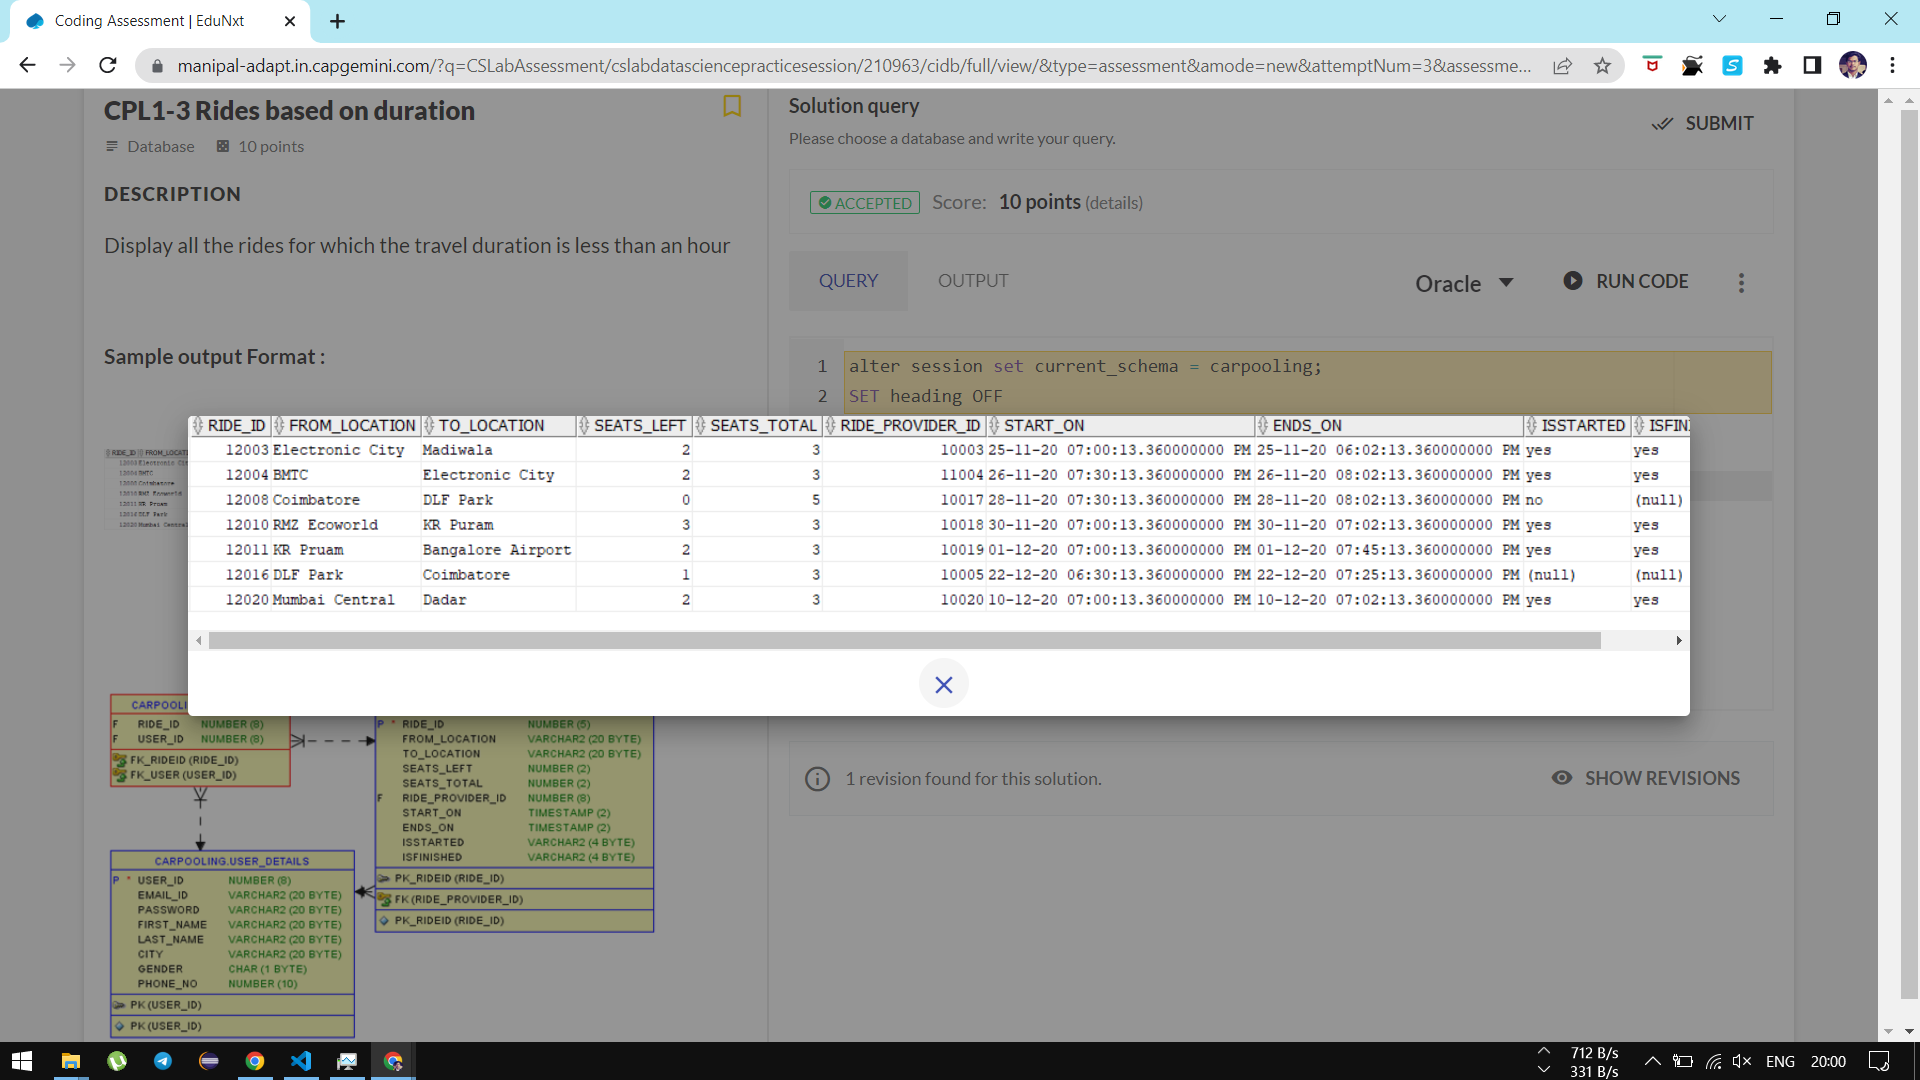 Coding Assessment | EduNxt
manipal-adapt.in.capgemini.com/?q=CSLabAssessment/cslabdatasciencepracticesession/210963/cidb/full/view/&type=assessment&amode=new&attemptNum=3&assessme...
CPL1-3 Rides based on duration
Database 10 points
DESCRIPTION
Display all the rides for which the travel duration is less than an hour
Sample output Format :
Solution query
Please choose a database and write your query.
SUBMIT
ACCEPTED Score: 10 points (details)
QUERY OUTPUT Oracle RUN CODE
1 alter session set current_schema = carpooling;
2 SET heading OFF
RIDE_ID FROM_LOCATION TO_LOCATION SEATS_LEFT SEATS_TOTAL RIDE_PROVIDER_ID START_ON ENDS_ON ISSTARTED ISFIN
12003 Electronic City Madiwala 2 3 10003 25-11-20 07:00:13.360000000 PM 25-11-20 06:02:13.360000000 PM yes yes
12004 BMTC Electronic City 2 3 11004 26-11-20 07:30:13.360000000 PM 26-11-20 08:02:13.360000000 PM yes yes
12008 Coimbatore DLF Park 0 5 10017 28-11-20 07:30:13.360000000 PM 28-11-20 08:02:13.360000000 PM no (null)
12010 RMZ Ecoworld KR Puram 3 3 10018 30-11-20 07:00:13.360000000 PM 30-11-20 07:02:13.360000000 PM yes yes
12011 KR Pruam Bangalore Airport 2 3 10019 01-12-20 07:00:13.360000000 PM 01-12-20 07:45:13.360000000 PM yes yes
12016 DLF Park Coimbatore 1 3 10005 22-12-20 06:30:13.360000000 PM 22-12-20 07:25:13.360000000 PM (null) (null)
12020 Mumbai Central Dadar 2 3 10020 10-12-20 07:00:13.360000000 PM 10-12-20 07:02:13.360000000 PM yes yes
CARPOOLI
F RIDE_ID NUMBER (8)
F USER_ID NUMBER (8)
FK_RIDEID (RIDE_ID)
FK_USER (USER_ID)
P * RIDE_ID NUMBER (5)
FROM_LOCATION VARCHAR2 (20 BYTE)
TO_LOCATION VARCHAR2 (20 BYTE)
SEATS_LEFT NUMBER (2)
SEATS_TOTAL NUMBER (2)
F RIDE_PROVIDER_ID NUMBER (8)
START_ON TIMESTAMP (2)
ENDS_ON TIMESTAMP (2)
ISSTARTED VARCHAR2 (4 BYTE)
ISFINISHED VARCHAR2 (4 BYTE)
PK_RIDEID (RIDE_ID)
FK (RIDE_PROVIDER_ID)
PK_RIDEID (RIDE_ID)
CARPOOLING.USER_DETAILS
P * USER_ID NUMBER (8)
EMAIL_ID VARCHAR2 (20 BYTE)
PASSWORD VARCHAR2 (20 BYTE)
FIRST_NAME VARCHAR2 (20 BYTE)
LAST_NAME VARCHAR2 (20 BYTE)
CITY VARCHAR2 (20 BYTE)
GENDER CHAR (1 BYTE)
PHONE_NO NUMBER (10)
PK (USER_ID)
PK (USER_ID)
1 revision found for this solution. SHOW REVISIONS
712 B/s
331 B/s
ENG 20:00